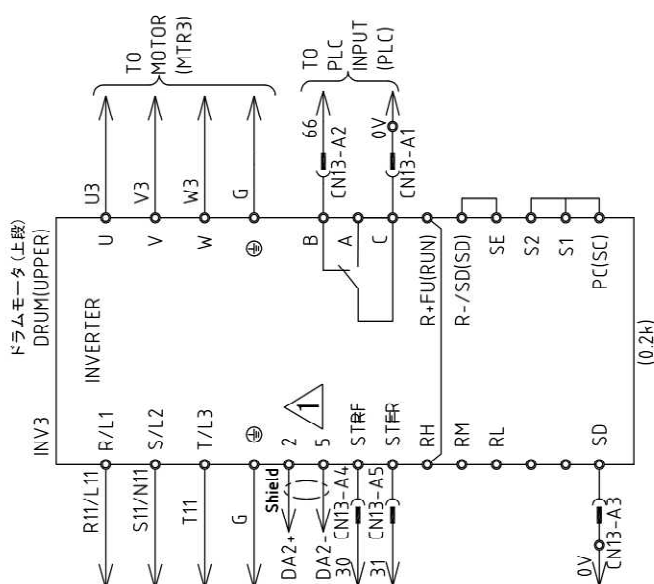 ドラムモータ(上段)
INV3
DRUM(UPPER)
INVERTER
TO
MOTOR
(MTR3)
TO
PLC
INPUT
(PLC)
R11/L11
R/L1
U
U3
S11/N11
S/L2
V
V3
T11
T/L3
W
W3
G
G
Shield
DA2+
2
B
CN13-A2
66
DA2-
5
1
A
30
CN13-A4
C
CN13-A1
0V
31
CN13-A5
RH
R+FU(RUN)
RM
R-/SD(SD)
RL
SE
S2
S1
0V
CN13-A3
SD
PC(SC)
(0.2k)